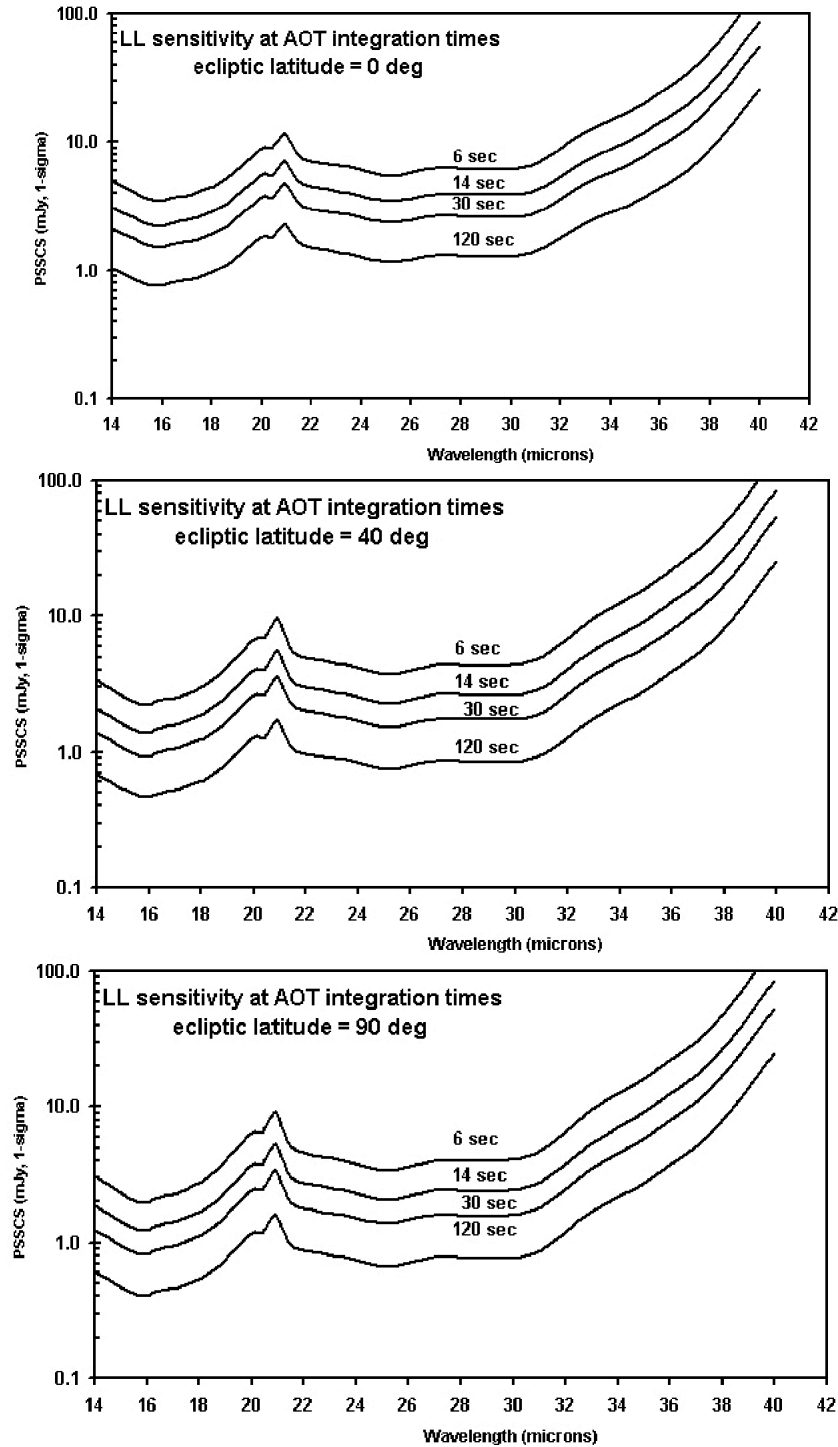 100.0
LL sensitivity at AOT integration times
ecliptic latitude = 0 deg
10.0
1.0
0.1
PSSCS (mJy, 1-sigma)
6 sec
14 sec
30 sec
120 sec
14 16 18 20 22 24 26 28 30 32 34 36 38 40 42
Wavelength (microns)
100.0
LL sensitivity at AOT integration times
ecliptic latitude = 40 deg
10.0
1.0
0.1
PSSCS (mJy, 1-sigma)
6 sec
14 sec
30 sec
120 sec
14 16 18 20 22 24 26 28 30 32 34 36 38 40 42
Wavelength (microns)
100.0
LL sensitivity at AOT integration times
ecliptic latitude = 90 deg
10.0
1.0
0.1
PSSCS (mJy, 1-sigma)
6 sec
14 sec
30 sec
120 sec
14 16 18 20 22 24 26 28 30 32 34 36 38 40 42
Wavelength (microns)